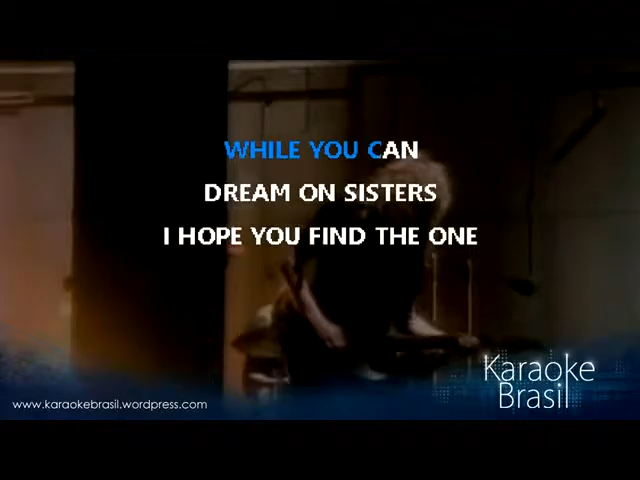 WHILE YOU CAN
DREAM ON SISTERS
I HOPE YOU FIND THE ONE
Karaoke
Brasil
www.karaokebrasil.wordpress.com